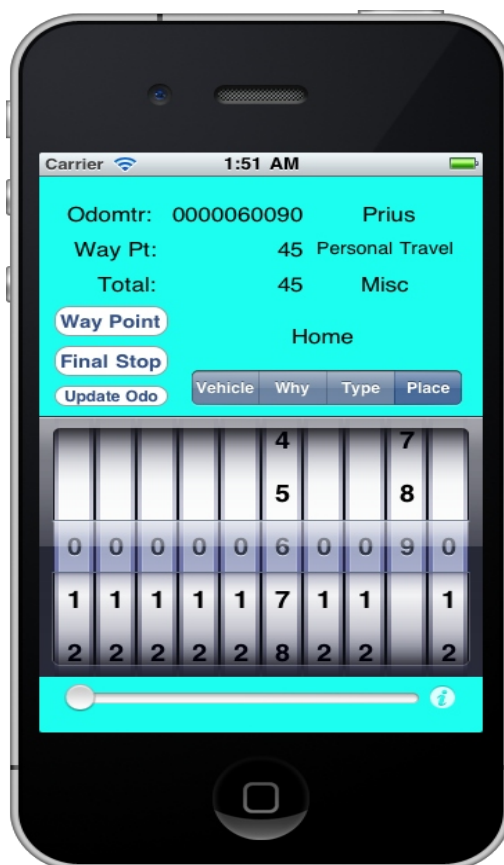 Carrier 1:51 AM
Odomtr: 0000060090 Prius
Way Pt: 45 Personal Travel
Total: 45 Misc
Way Point
Home
Final Stop
Update Odo
Vehicle Why Type Place
4 7
5 8
0 0 0 0 0 6 0 0 9 0
1 1 1 1 1 7 1 1 1
2 2 2 2 2 8 2 2 2
i